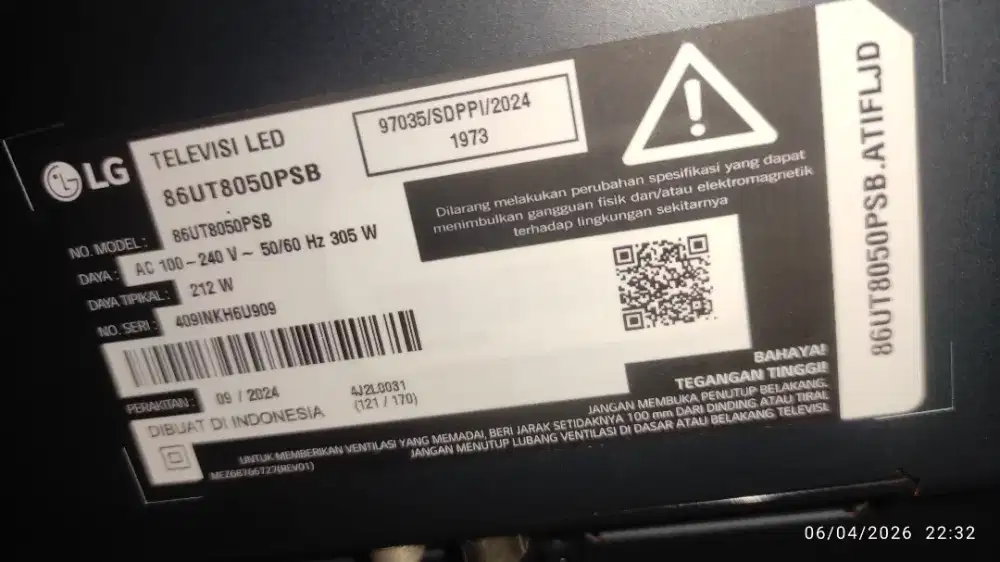 LG
TELEVISI LED
86UT8050PSB
97035/SDPPI/2024
1973
Dilarang melakukan perubahan spesifikasi yang dapat
menimbulkan gangguan fisik dan/atau elektromagnetik
terhadap lingkungan sekitarnya
NO. MODEL : 86UT8050PSB
DAYA : AC 100-240 V ~ 50/60 Hz 305 W
DAYA TIPIKAL : 212 W
NO. SERI : 409INKH6U909
PERAKITAN : 09 / 2024
4J2L0031
(121 / 170)
DIBUAT DI INDONESIA
BAHAYA!
TEGANGAN TINGGI!
JANGAN MEMBUKA PENUTUP BELAKANG.
UNTUK MEMBERIKAN VENTILASI YANG MEMADAI, BERI JARAK SETIDAKNYA 100 mm DARI DINDING ATAU TIRAI.
JANGAN MENUTUP LUBANG VENTILASI DI DASAR ATAU BELAKANG TELEVISI.
MEZ68766727(REV01)
86UT8050PSB.ATIFLJD
06/04/2026 22:32